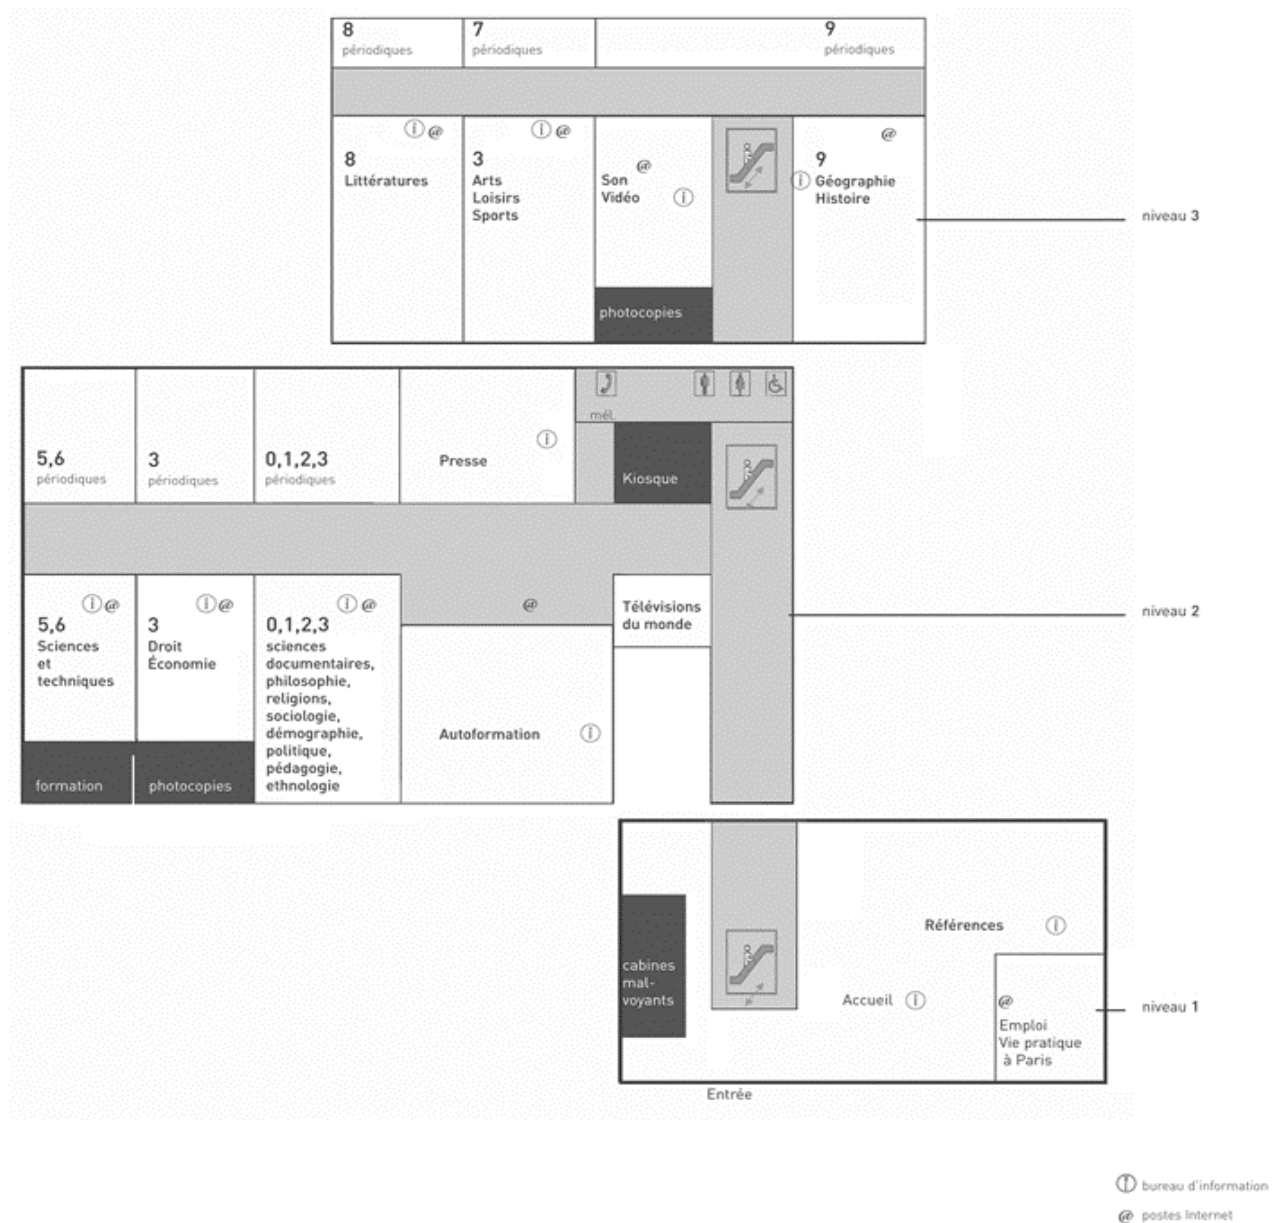 8
périodiques
7
périodiques
9
périodiques
i @
8
Littératures
i @
3
Arts
Loisirs
Sports
@
Son
Vidéo
i
photocopies
@
9
i Géographie
Histoire
niveau 3
5,6
périodiques
3
périodiques
0,1,2,3
périodiques
i
Presse
mél.
Kiosque
i @
5,6
Sciences
et
techniques
i @
3
Droit
Économie
i @
0,1,2,3
sciences
documentaires,
philosophie,
religions,
sociologie,
démographie,
politique,
pédagogie,
ethnologie
@
Télévisions
du monde
niveau 2
Autoformation i
formation
photocopies
cabines
mal-
voyants
Références i
Accueil i
@
Emploi
Vie pratique
à Paris
niveau 1
Entrée
i bureau d'information
@ postes Internet